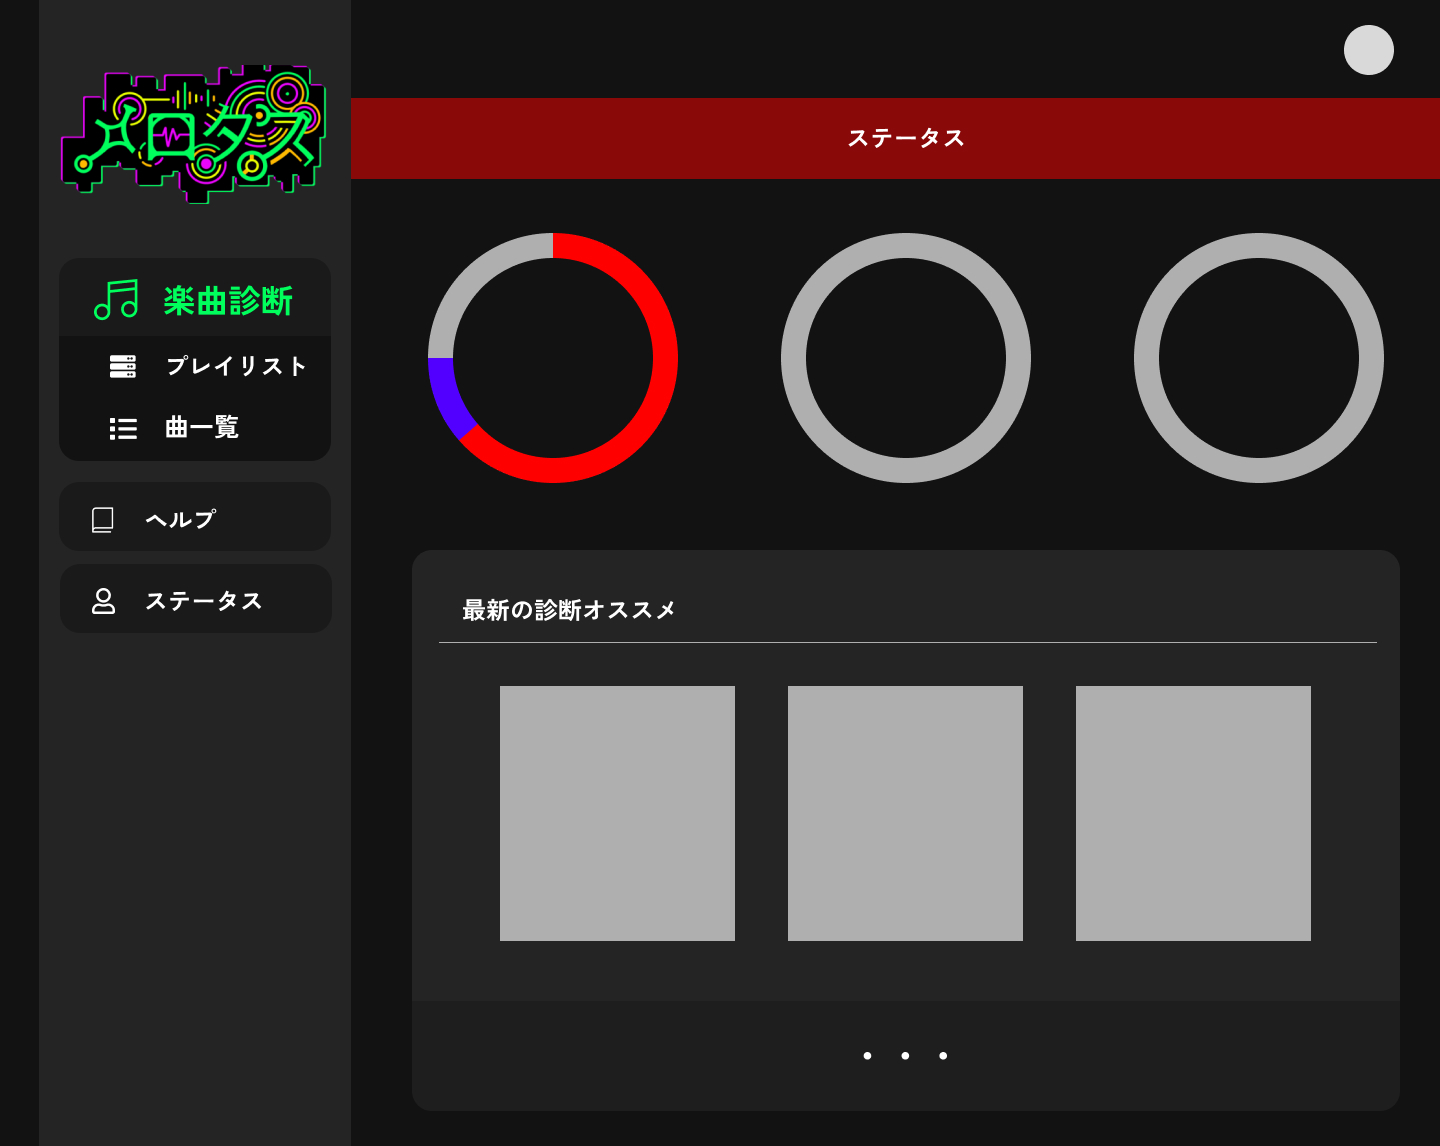 メロタス
ステータス
楽曲診断
プレイリスト
曲一覧
ヘルプ
ステータス
最新の診断オススメ
・・・